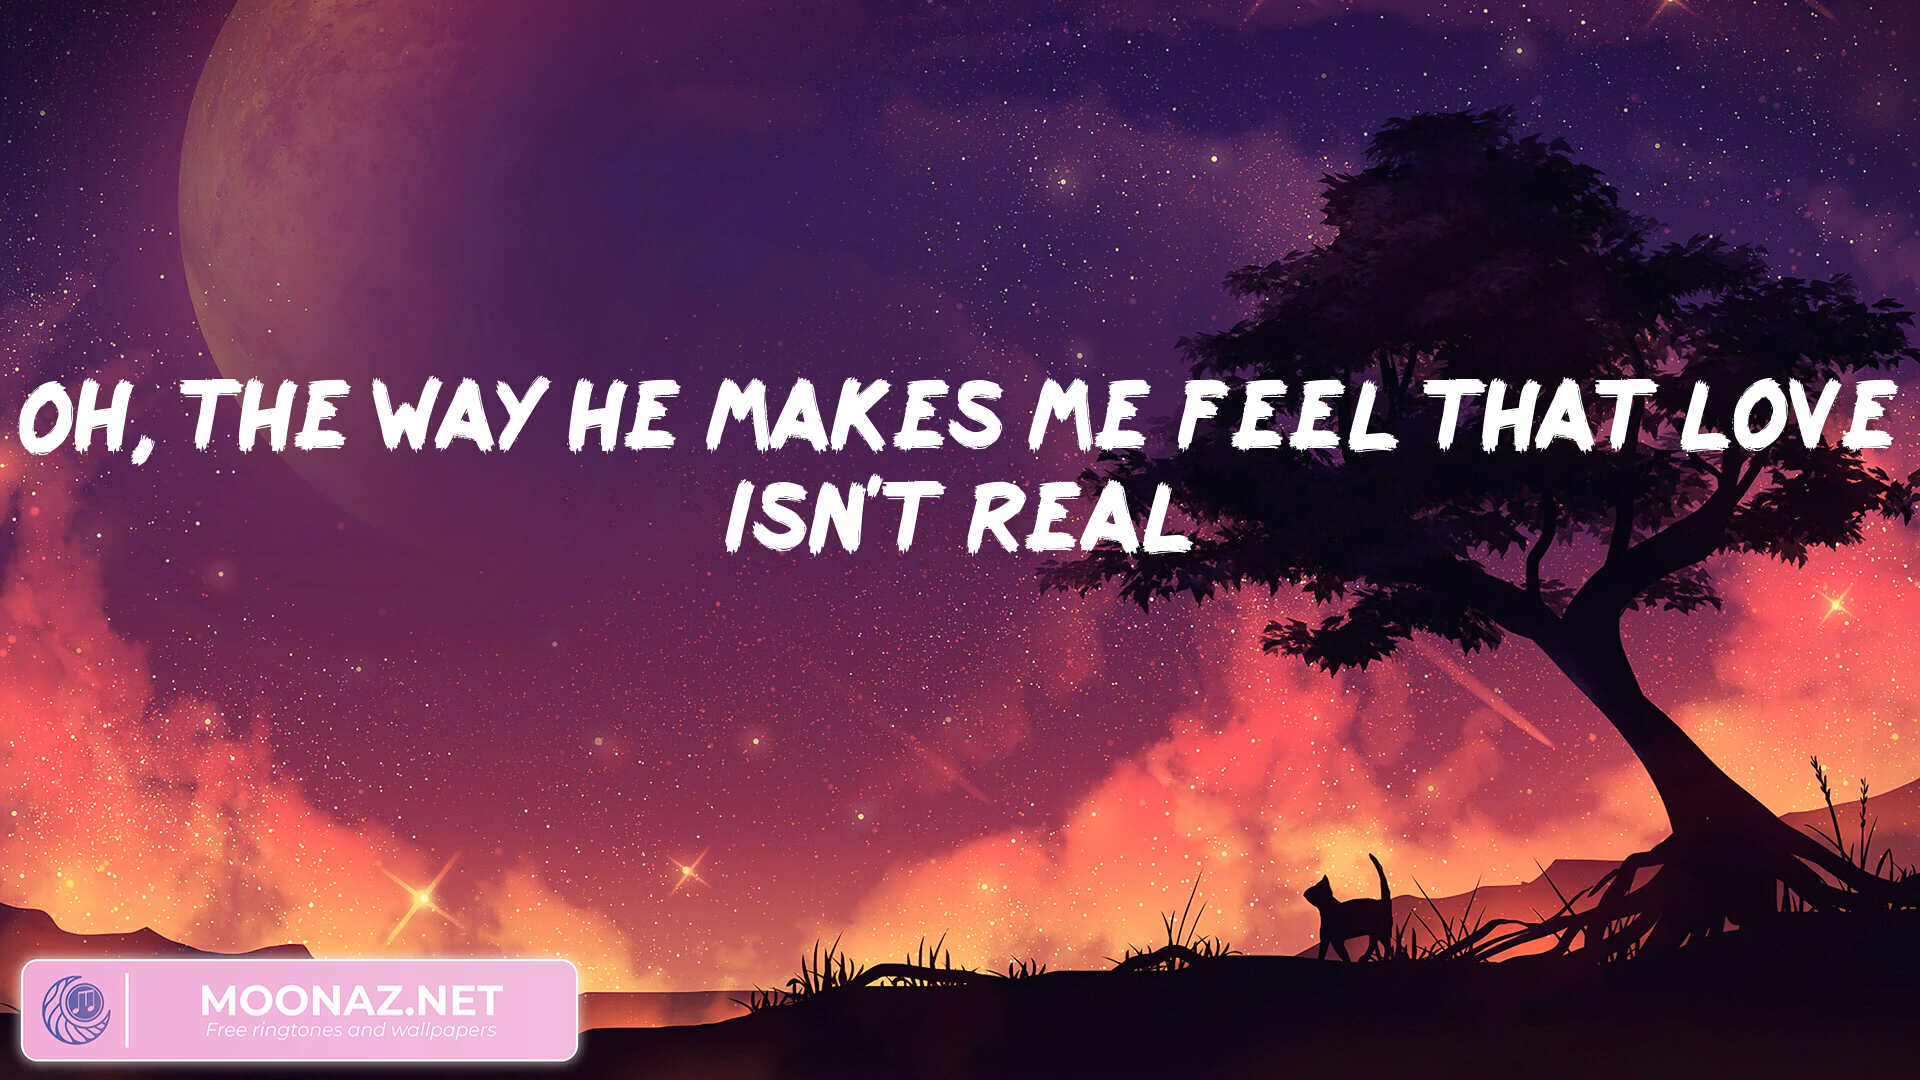 OH, THE WAY HE MAKES ME FEEL THAT LOVE
ISN'T REAL
MOONAZ.NET
Free ringtones and wallpapers